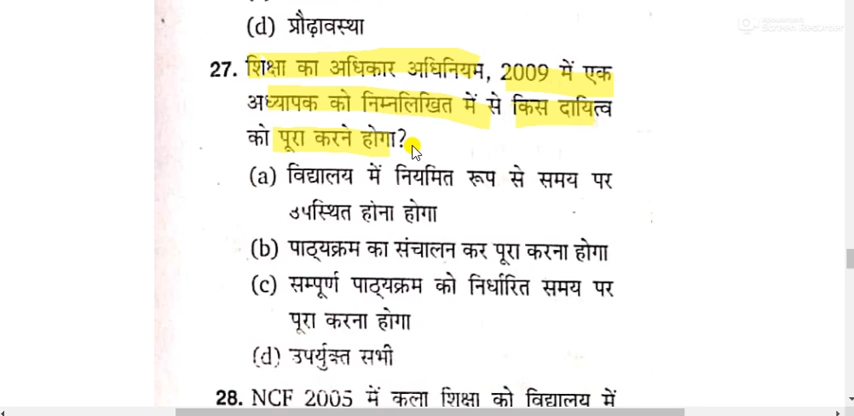 (d) प्रौढ़ावस्था
27. शिक्षा का अधिकार अधिनियम, 2009 में एक
अध्यापक को निम्नलिखित में से किस दायित्व
को पूरा करने होगा?
(a) विद्यालय में नियमित रूप से समय पर
उपस्थित होना होगा
(b) पाठ्यक्रम का संचालन कर पूरा करना होगा
(c) सम्पूर्ण पाठ्यक्रम को निर्धारित समय पर
पूरा करना होगा
(d) उपर्युक्त सभी
28. NCF 2005 में कला शिक्षा को विद्यालय में